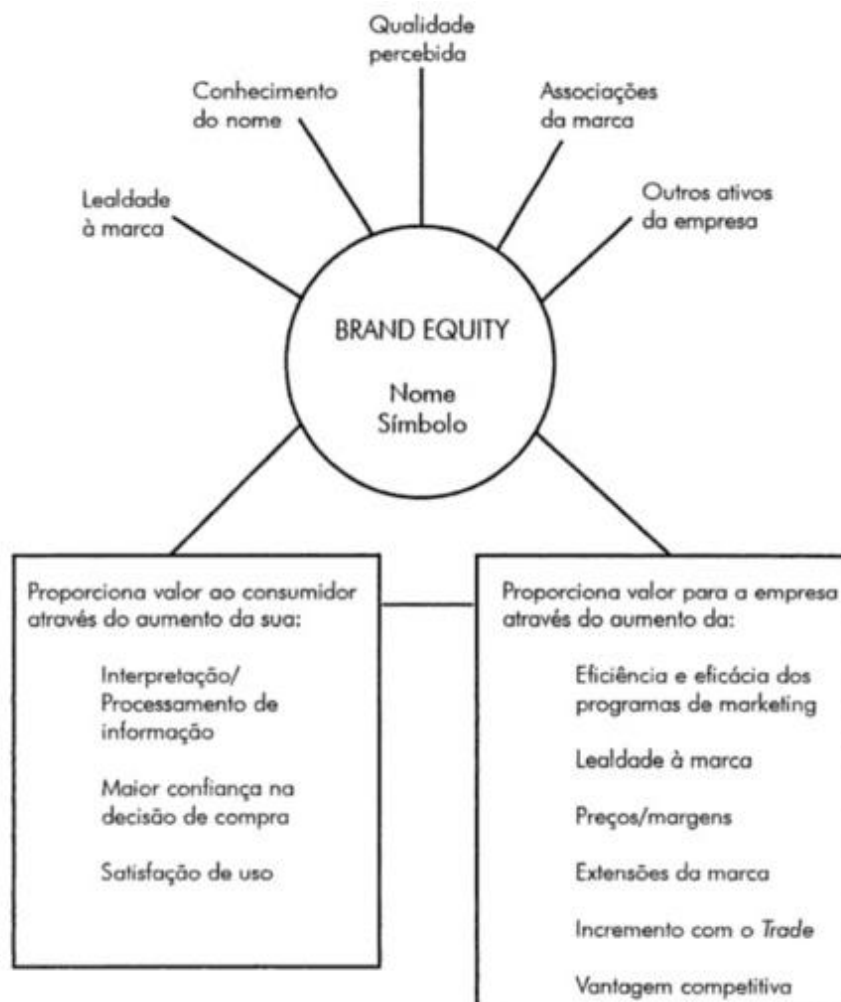 Qualidade
percebida
Conhecimento
do nome
Associações
da marca
Lealdade
à marca
Outros ativos
da empresa
BRAND EQUITY
Nome
Símbolo
Proporciona valor ao consumidor
através do aumento da sua:
Interpretação/
Processamento de
informação
Maior confiança na
decisão de compra
Satisfação de uso
Proporciona valor para a empresa
através do aumento da:
Eficiência e eficácia dos
programas de marketing
Lealdade à marca
Preços/margens
Extensões da marca
Incremento com o Trade
Vantagem competitiva